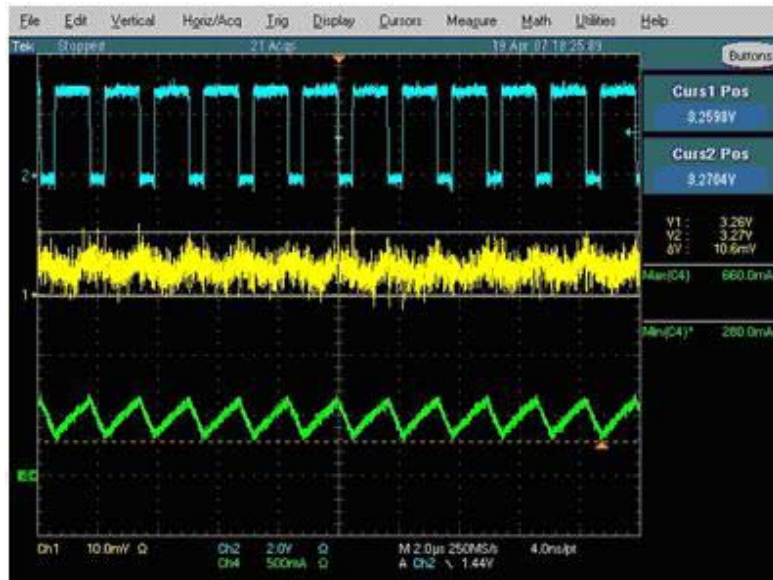 File Edit Vertical Horiz/Acq Trig Display Cursors Measure Math Utilities Help
Tek Stopped 21 Acqs 19 Apr 07 18:25:89
Buttons
Curs1 Pos
3.2598V
Curs2 Pos
3.2704V
V1 : 3.26V
V2 : 3.27V
δV : 10.6mV
Max(C4) 660.0mA
Min(C4)* 280.0mA
2
1
Ch1 10.0mV Ω Ch2 2.0V Ω M 2.0µs 250MS/s 4.0ns/pt
Ch4 500mA Ω A Ch2 1.44V